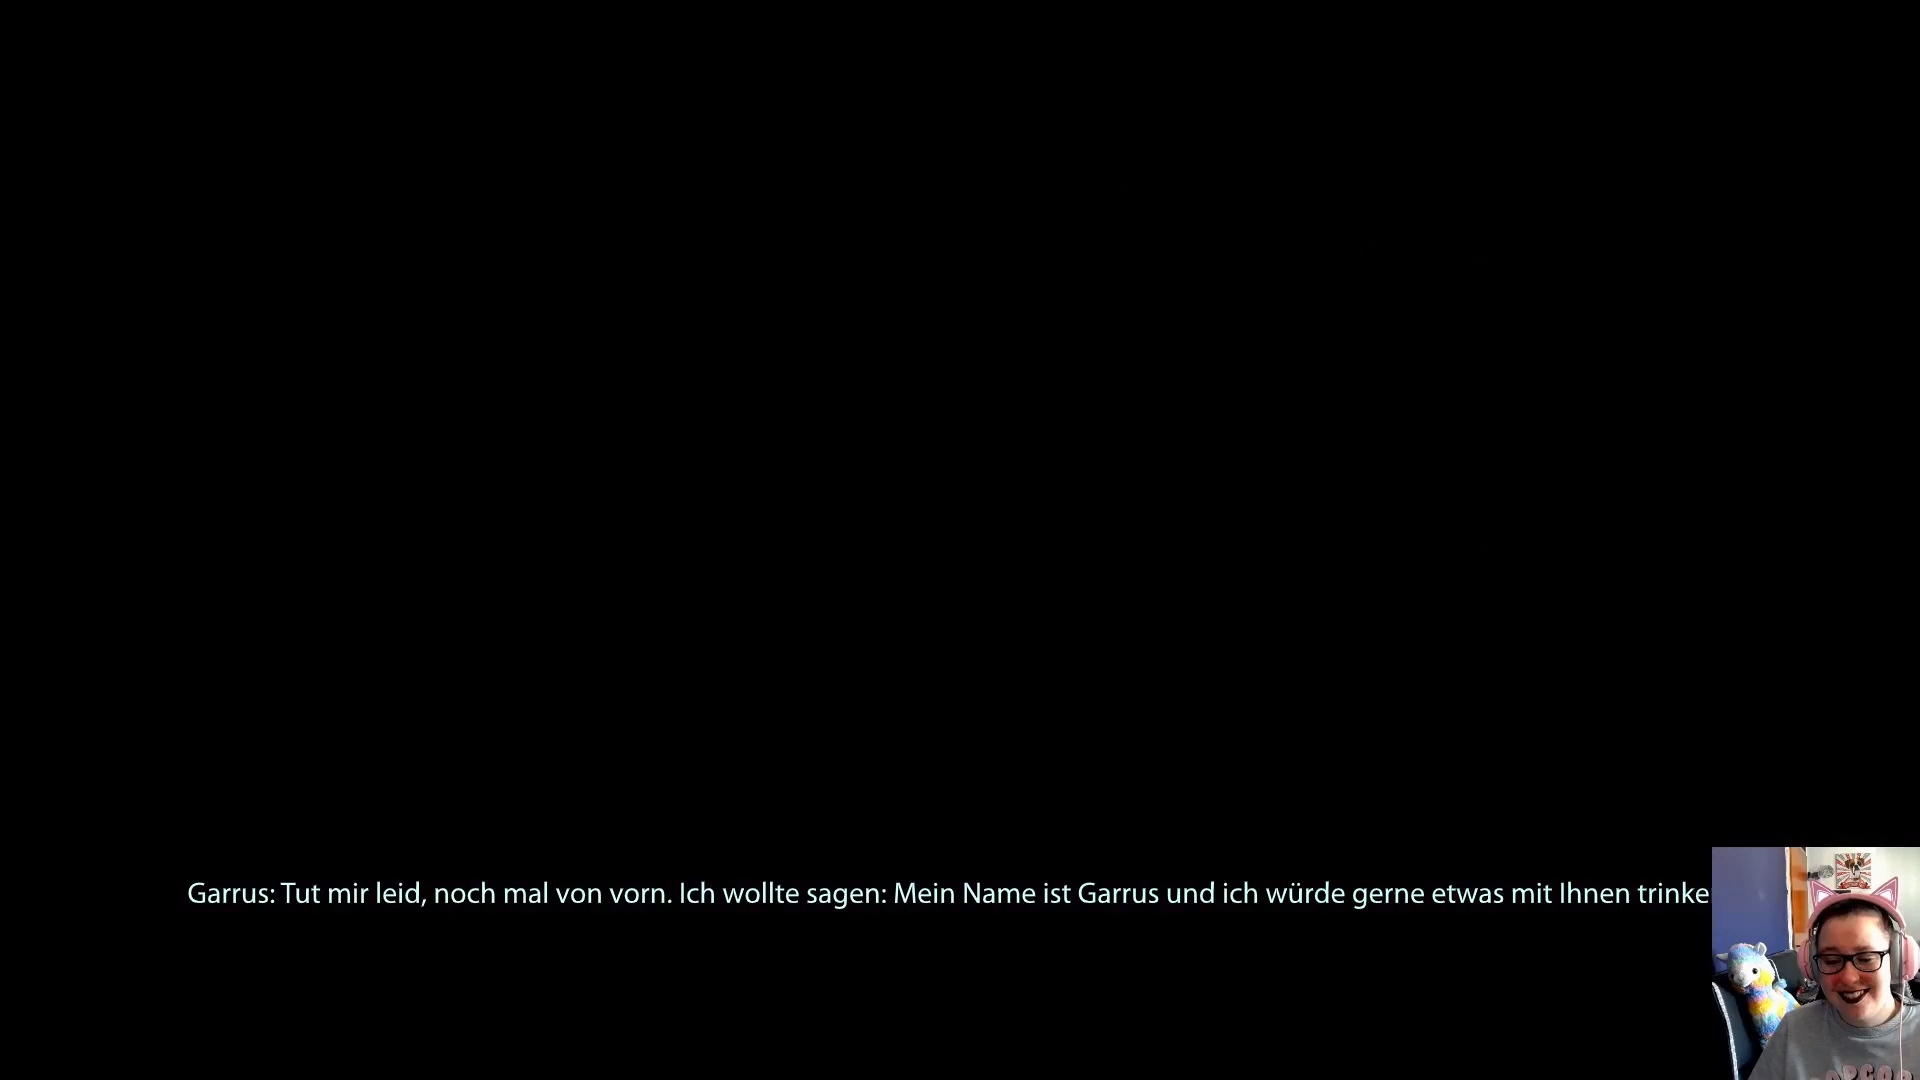 Garrus: Tut mir leid, noch mal von vorn. Ich wollte sagen: Mein Name ist Garrus und ich würde gerne etwas mit Ihnen trinke